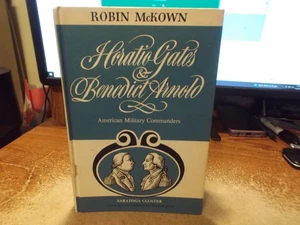 ROBIN McKOWN
Horatio Gates
&
Benedict Arnold
American Military Commanders
SARATOGA CLUSTER